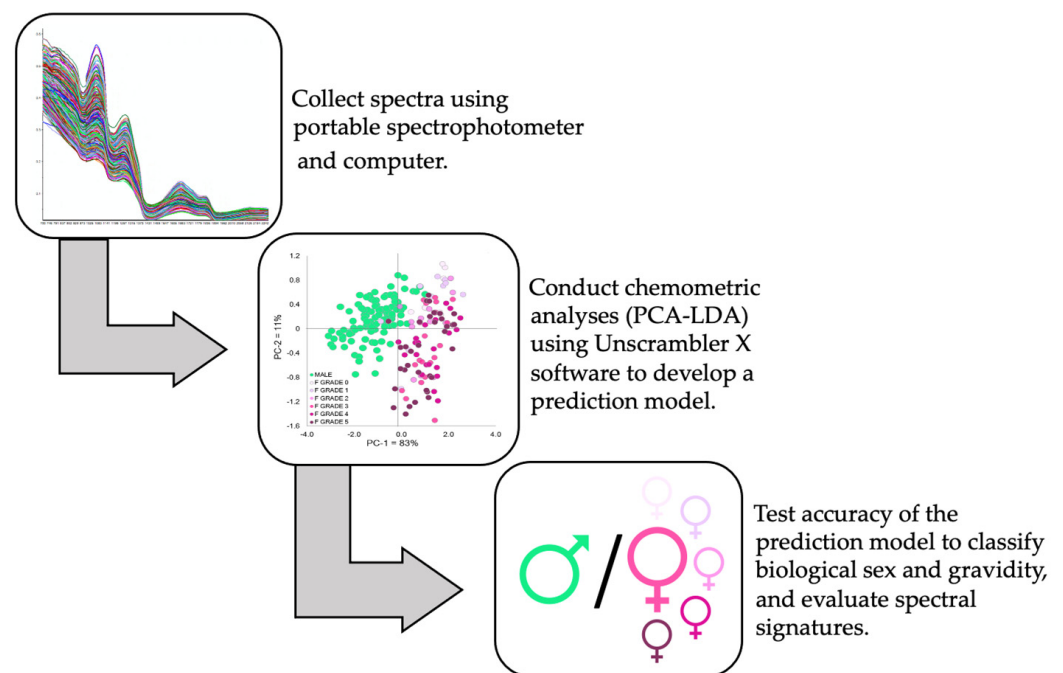 Collect spectra using
portable spectrophotometer
and computer.
1.2
0.8
0.4
0
-0.4
-0.8
-1.2
-1.6
PC-2 = 11%
MALE
F GRADE 0
F GRADE 1
F GRADE 2
F GRADE 3
F GRADE 4
F GRADE 5
-4.0 -2.0 0.0 2.0 4.0
PC-1 = 83%
Conduct chemometric
analyses (PCA-LDA)
using Unscrambler X
software to develop a
prediction model.
Test accuracy of the
prediction model to classify
biological sex and gravidity,
and evaluate spectral
signatures.